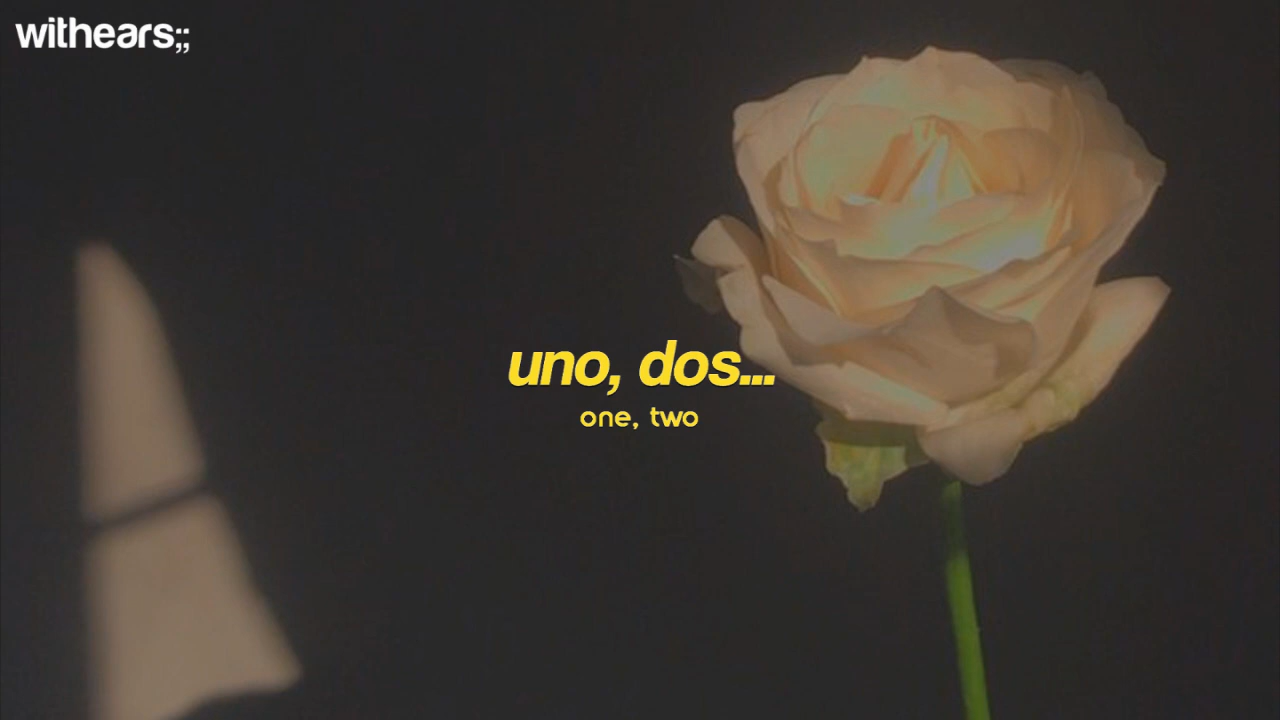 withears;;
uno, dos...
one, two